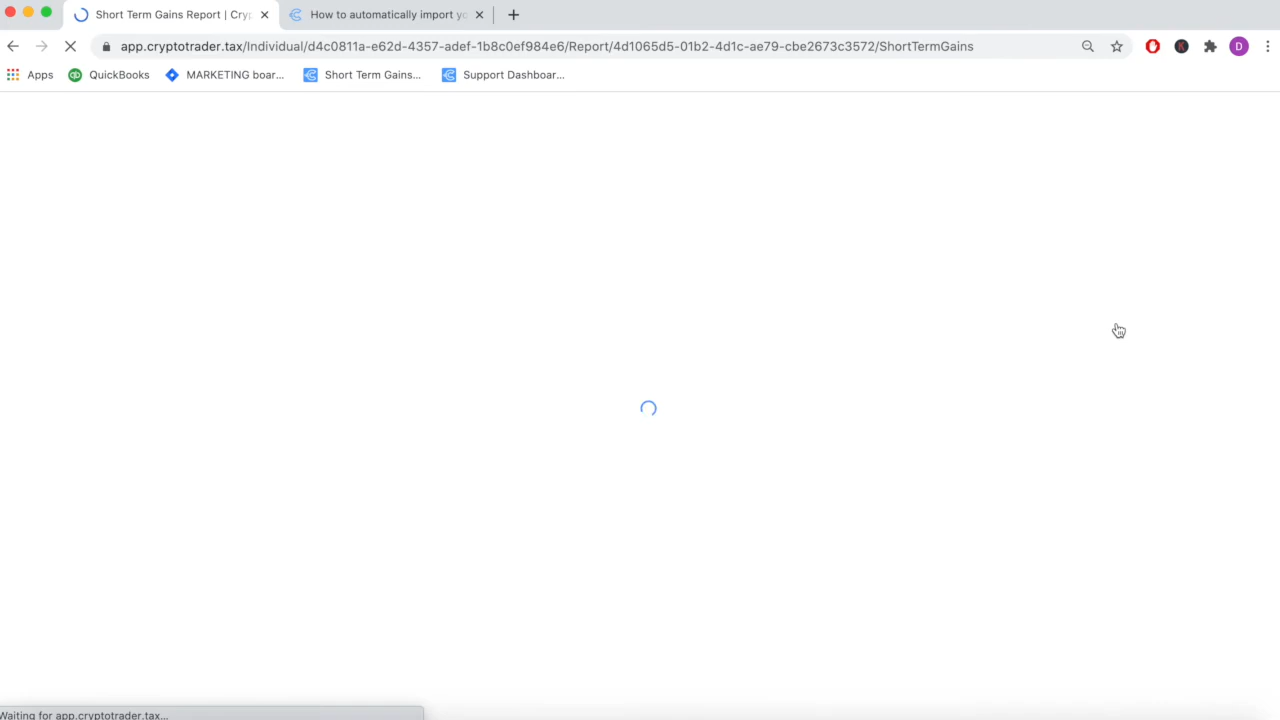 Short Term Gains Report | Cryp
How to automatically import yo
app.cryptotrader.tax/Individual/d4c0811a-e62d-4357-adef-1b8c0ef984e6/Report/4d1065d5-01b2-4d1c-ae79-cbe2673c3572/ShortTermGains
D
Apps
QuickBooks
MARKETING boar...
Short Term Gains...
Support Dashboar...
Waiting for app.cryptotrader.tax...